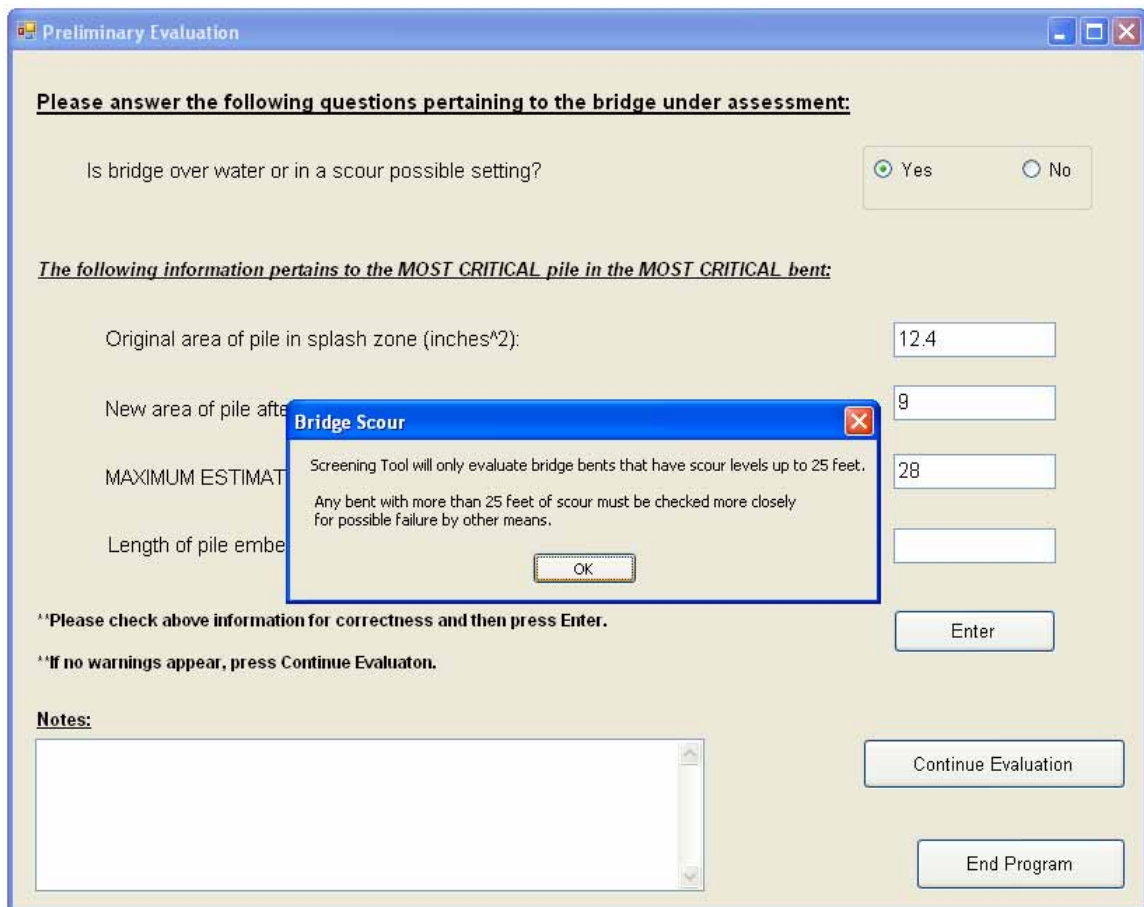 Preliminary Evaluation
Please answer the following questions pertaining to the bridge under assessment:
Is bridge over water or in a scour possible setting?
Yes
No
The following information pertains to the MOST CRITICAL pile in the MOST CRITICAL bent:
Original area of pile in splash zone (inches^2):
12.4
New area of pile afte
9
Bridge Scour
Screening Tool will only evaluate bridge bents that have scour levels up to 25 feet.
Any bent with more than 25 feet of scour must be checked more closely
for possible failure by other means.
OK
MAXIMUM ESTIMAT
28
Length of pile embe
**Please check above information for correctness and then press Enter.
Enter
**If no warnings appear, press Continue Evaluaton.
Notes:
Continue Evaluation
End Program